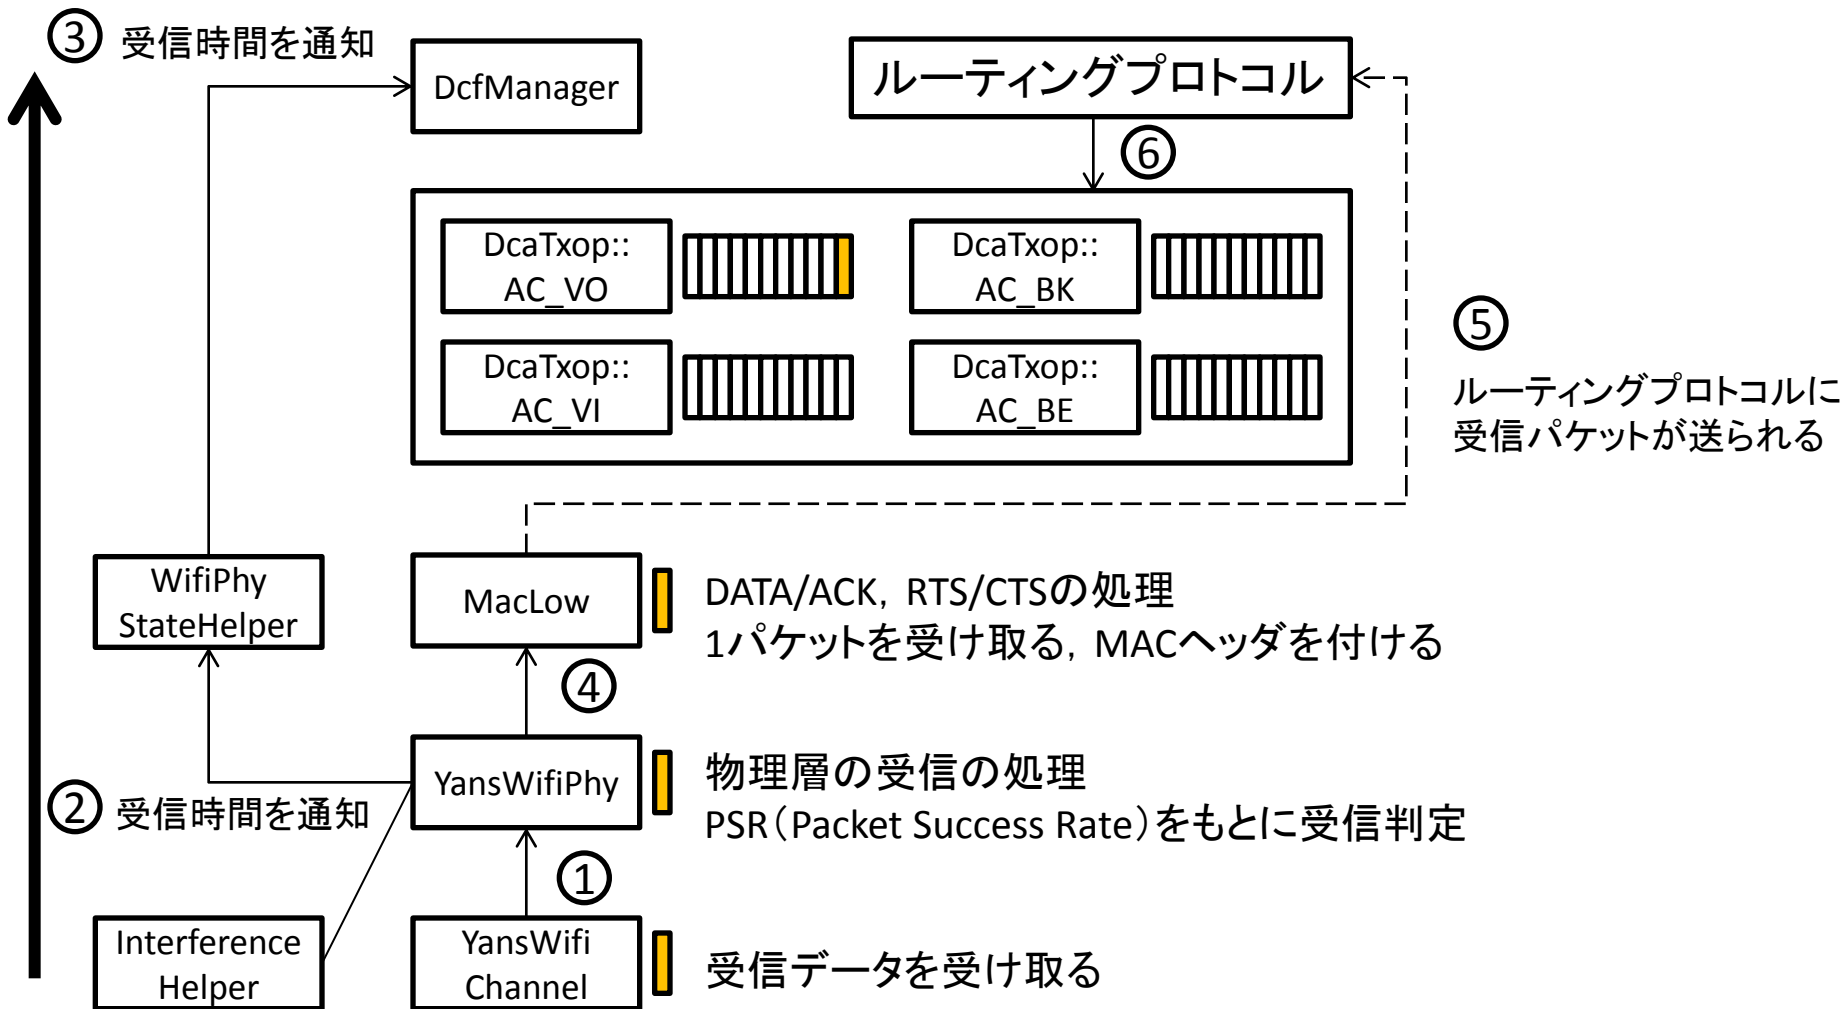 ③ 受信時間を通知
DcfManager
ルーティングプロトコル
⑥
DcaTxop::
AC_VO
DcaTxop::
AC_BK
DcaTxop::
AC_VI
DcaTxop::
AC_BE
⑤
ルーティングプロトコルに
受信パケットが送られる
WifiPhy
StateHelper
MacLow
DATA/ACK, RTS/CTSの処理
1パケットを受け取る, MACヘッダを付ける
④
② 受信時間を通知
YansWifiPhy
物理層の受信の処理
PSR(Packet Success Rate)をもとに受信判定
①
Interference
Helper
YansWifi
Channel
受信データを受け取る